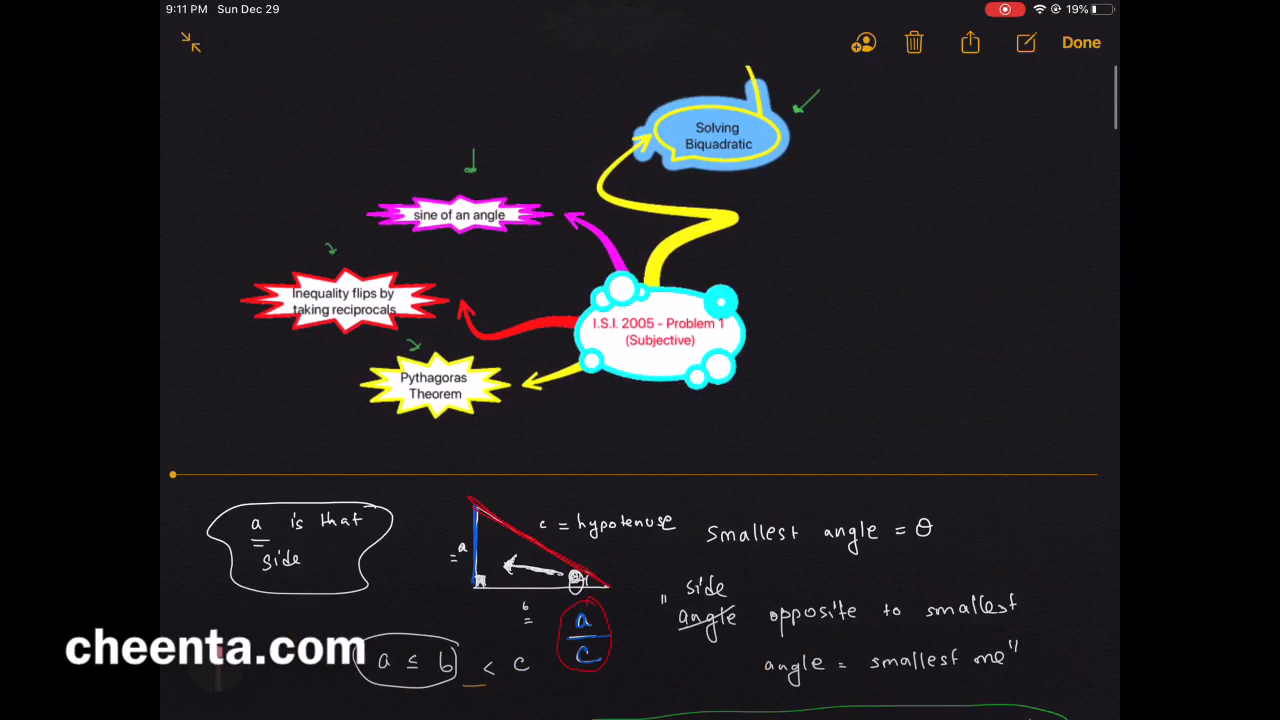 9:11 PM Sun Dec 29
19%
Done
Solving
Biquadratic
sine of an angle
Inequality flips by
taking reciprocals
I.S.I. 2005 - Problem 1
(Subjective)
Pythagoras
Theorem
a is that
side
c = hypotenuse
a
b
θ
smallest angle = θ
a
c
" side
angle opposite to smallest
angle = smallest one"
a ≤ b < c
cheenta.com